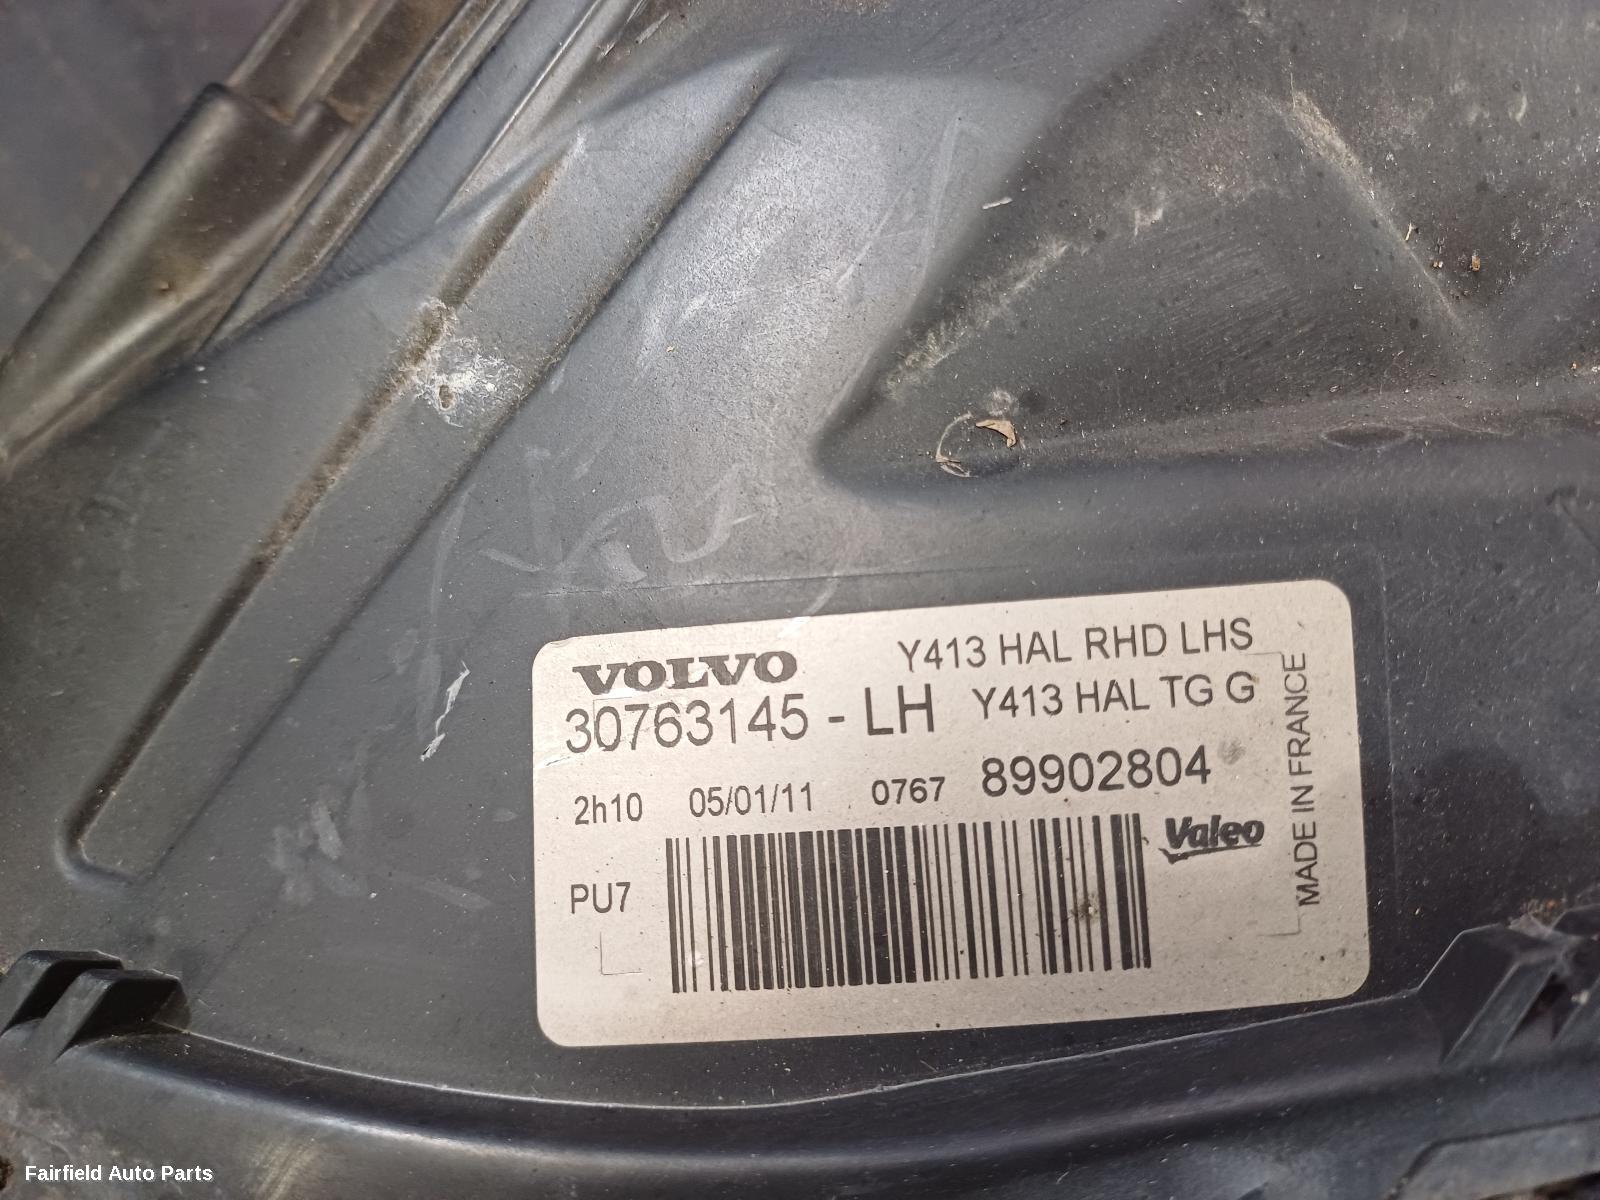 VOLVO
Y413 HAL RHD LHS
30763145 - LH
Y413 HAL TG G
2h10 05/01/11 0767 89902804
Valeo
PU7
MADE IN FRANCE
Fairfield Auto Parts